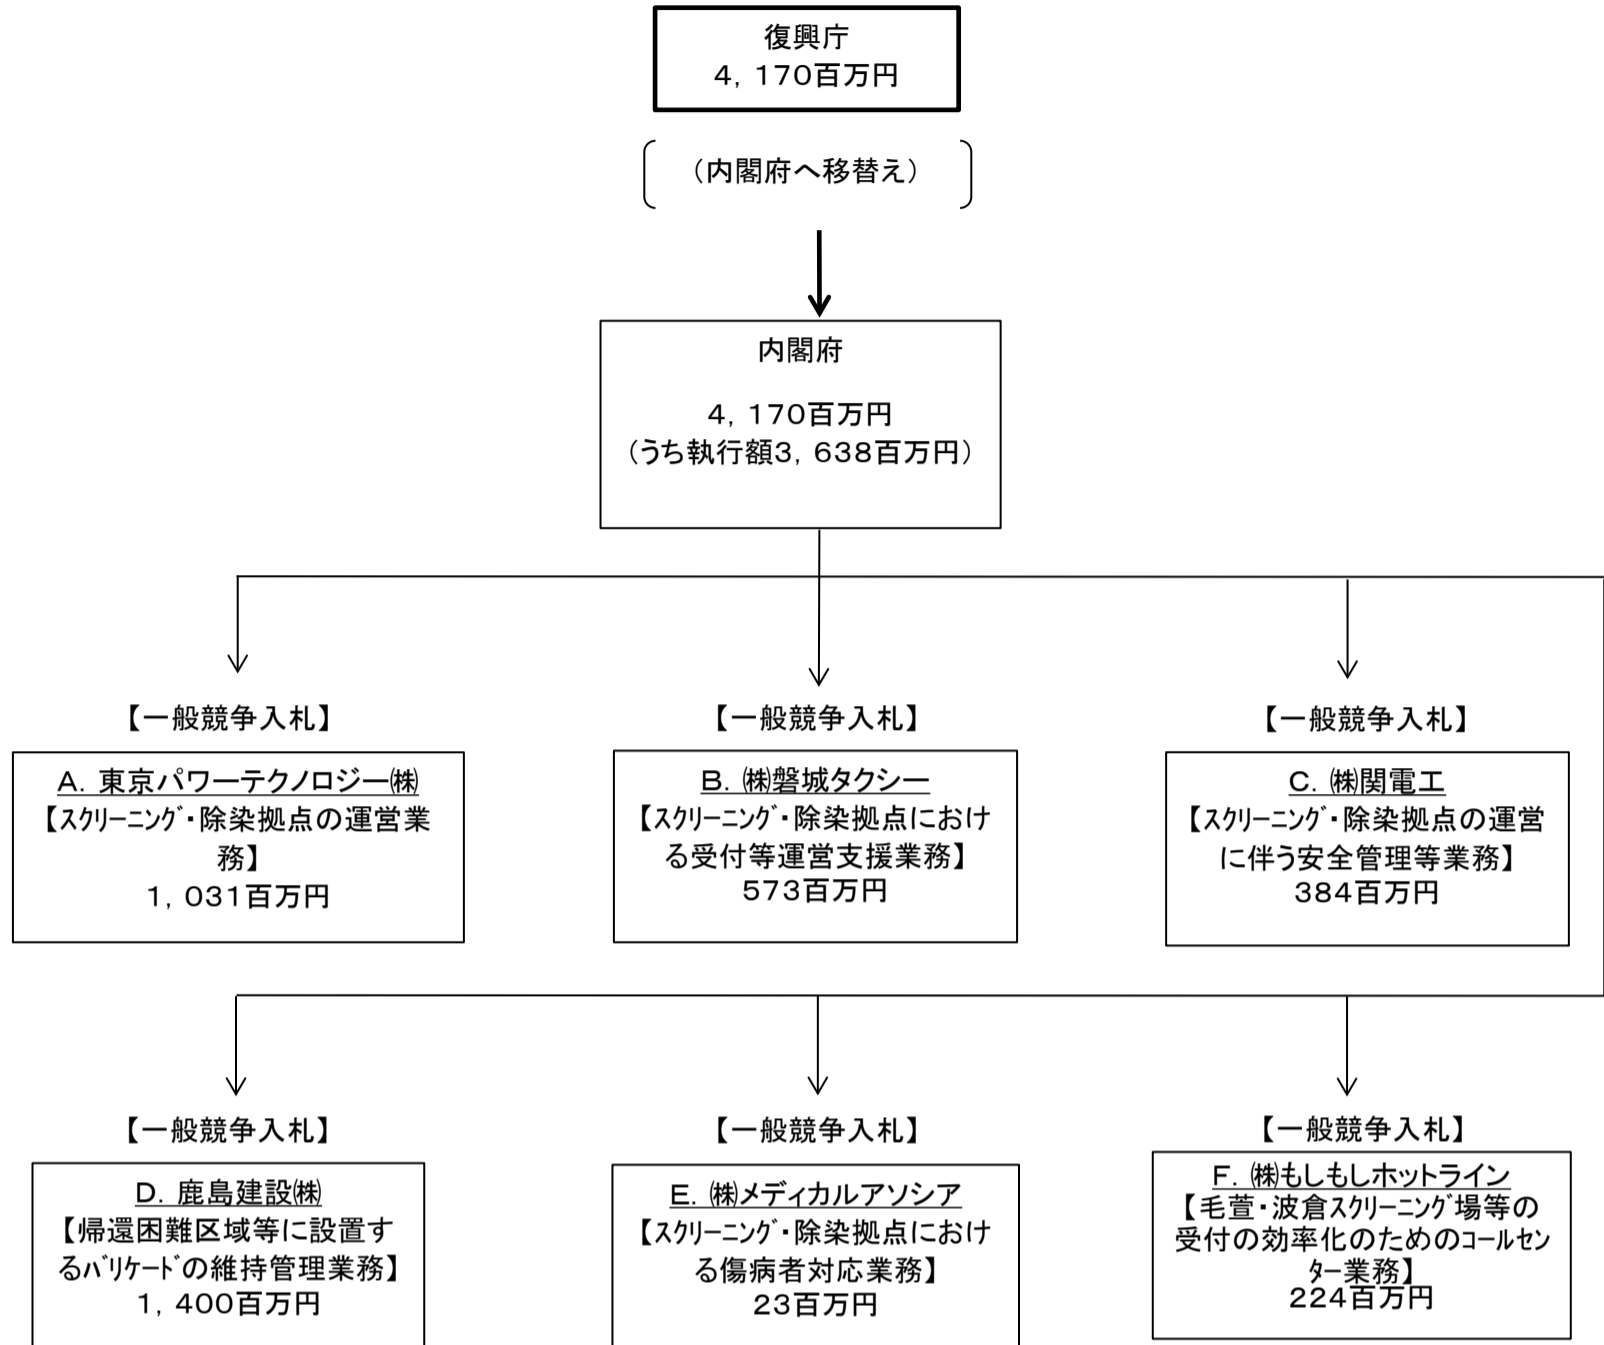 復興庁
4, 170百万円
（内閣府へ移替え）
内閣府
4, 170百万円
（うち執行額3, 638百万円）
【一般競争入札】
【一般競争入札】
【一般競争入札】
A. 東京パワーテクノロジー㈱
【ｽｸﾘｰﾆﾝｸﾞ・除染拠点の運営業
務】
1, 031百万円
B. ㈱磐城タクシー
【ｽｸﾘｰﾆﾝｸﾞ・除染拠点におけ
る受付等運営支援業務】
573百万円
C. ㈱関電工
【ｽｸﾘｰﾆﾝｸﾞ・除染拠点の運営
に伴う安全管理等業務】
384百万円
【一般競争入札】
【一般競争入札】
【一般競争入札】
D. 鹿島建設㈱
【帰還困難区域等に設置す
るﾊﾞﾘｹｰﾄﾞの維持管理業務】
1, 400百万円
E. ㈱メディカルアソシア
【ｽｸﾘｰﾆﾝｸﾞ・除染拠点におけ
る傷病者対応業務】
23百万円
F. ㈱もしもしホットライン
【毛萱・波倉ｽｸﾘｰﾆﾝｸﾞ場等の
受付の効率化のためのｺｰﾙｾﾝ
ﾀｰ業務】
224百万円